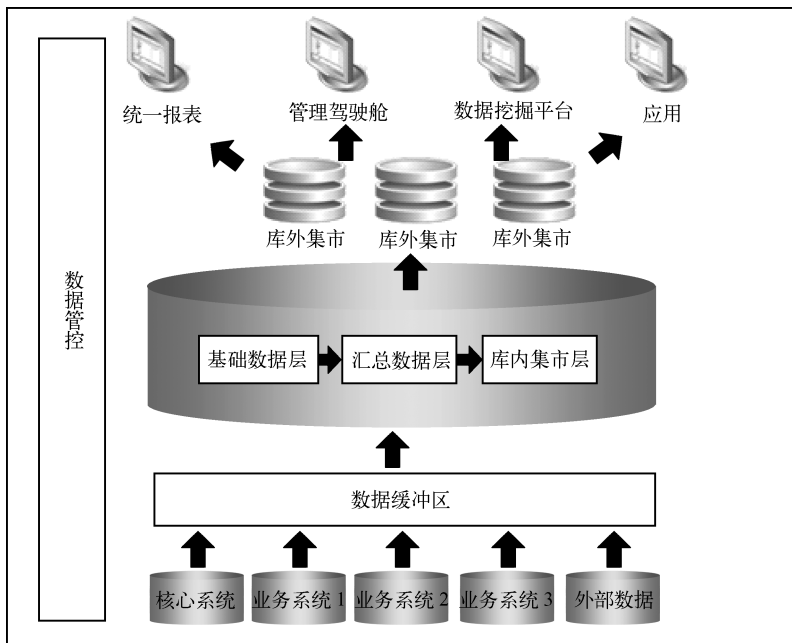 统一报表
管理驾驶舱
数据挖掘平台
应用
库外集市
库外集市
库外集市
数据管控
基础数据层
汇总数据层
库内集市层
数据缓冲区
核心系统
业务系统1
业务系统2
业务系统3
外部数据